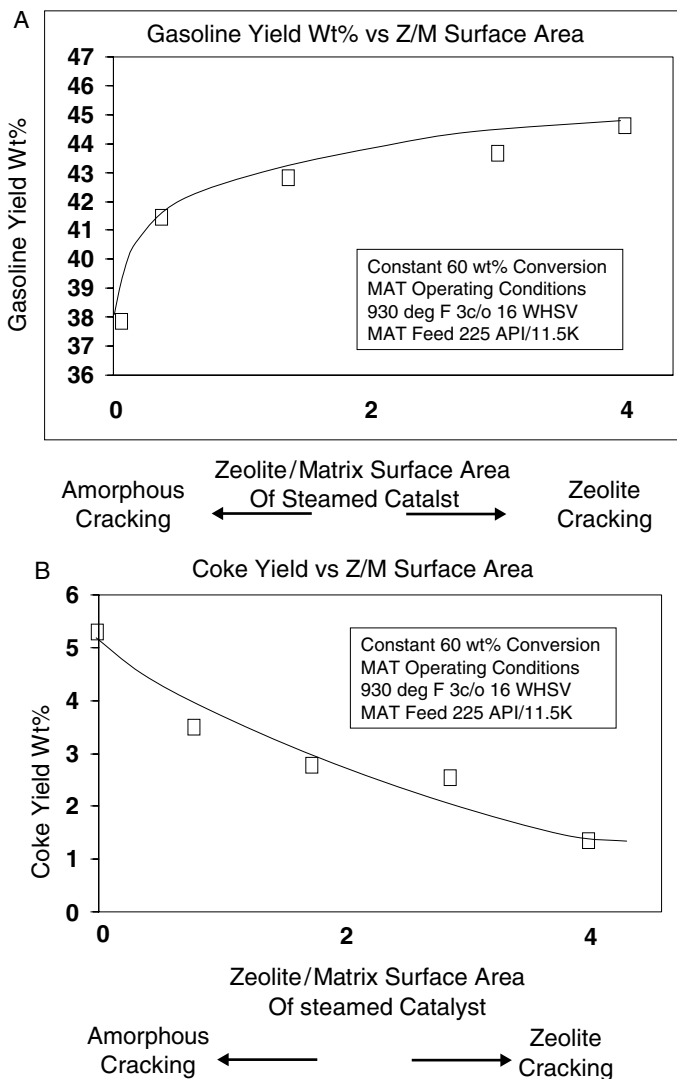 A
Gasoline Yield Wt% vs Z/M Surface Area
47
46
45
44
43
42
41
40
39
38
37
36
Gasoline Yield Wt%
Constant 60 wt% Conversion
MAT Operating Conditions
930 deg F 3c/o 16 WHSV
MAT Feed 225 API/11.5K
0
2
4
Zeolite/Matrix Surface Area
Of Steamed Catalst
Amorphous
Cracking
Zeolite
Cracking
B
Coke Yield vs Z/M Surface Area
6
5
4
3
2
1
0
Coke Yield Wt%
Constant 60 wt% Conversion
MAT Operating Conditions
930 deg F 3c/o 16 WHSV
MAT Feed 225 API/11.5K
0
2
4
Zeolite/Matrix Surface Area
Of steamed Catalyst
Amorphous
Cracking
Zeolite
Cracking